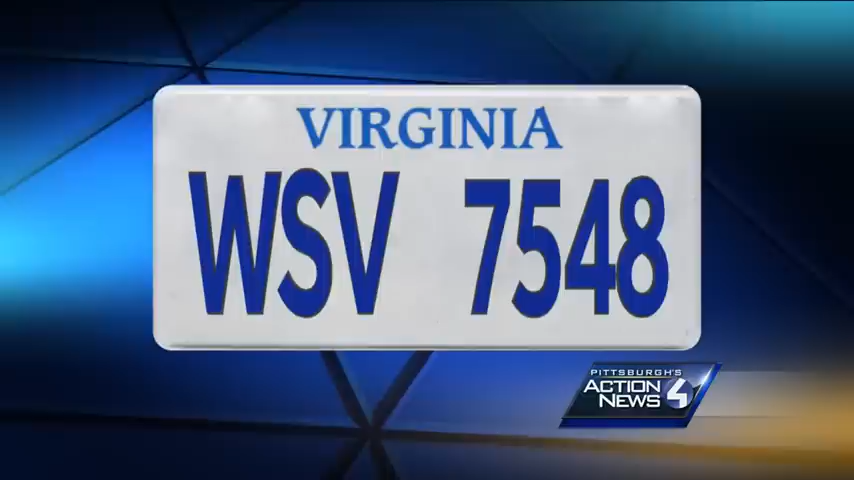 VIRGINIA
WSV 7548
PITTSBURGH'S
ACTION
NEWS 4